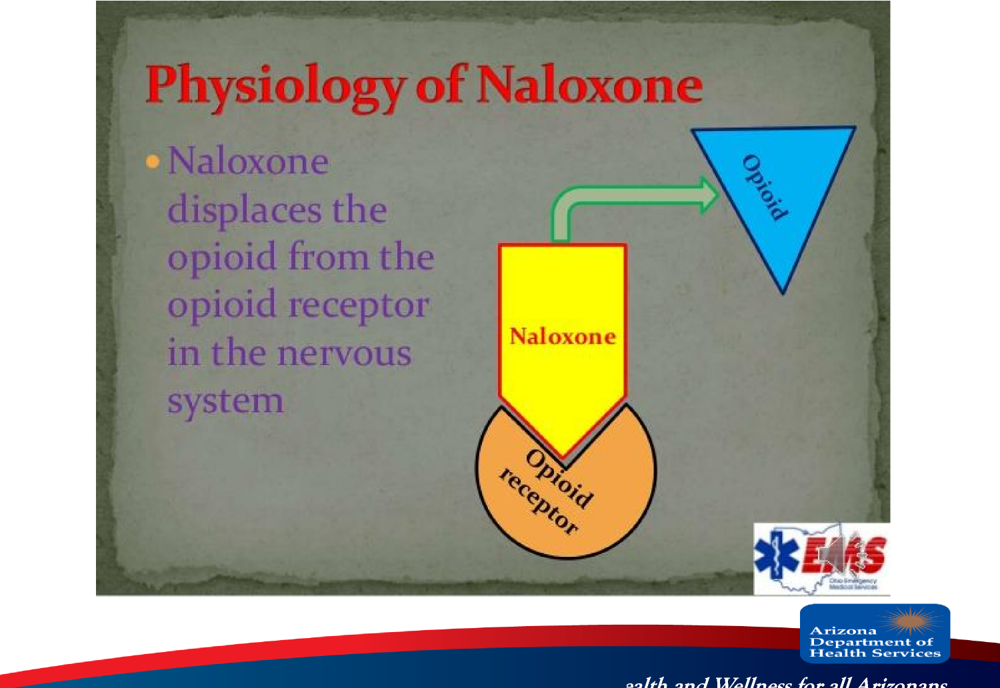 Physiology of Naloxone
Naloxone
displaces the
opioid from the
opioid receptor
in the nervous
system
Opioid
Naloxone
Opioid
receptor
EMS
Ohio Emergency
Medical Services
Arizona
Department of
Health Services
ealth and Wellness for all Arizonans